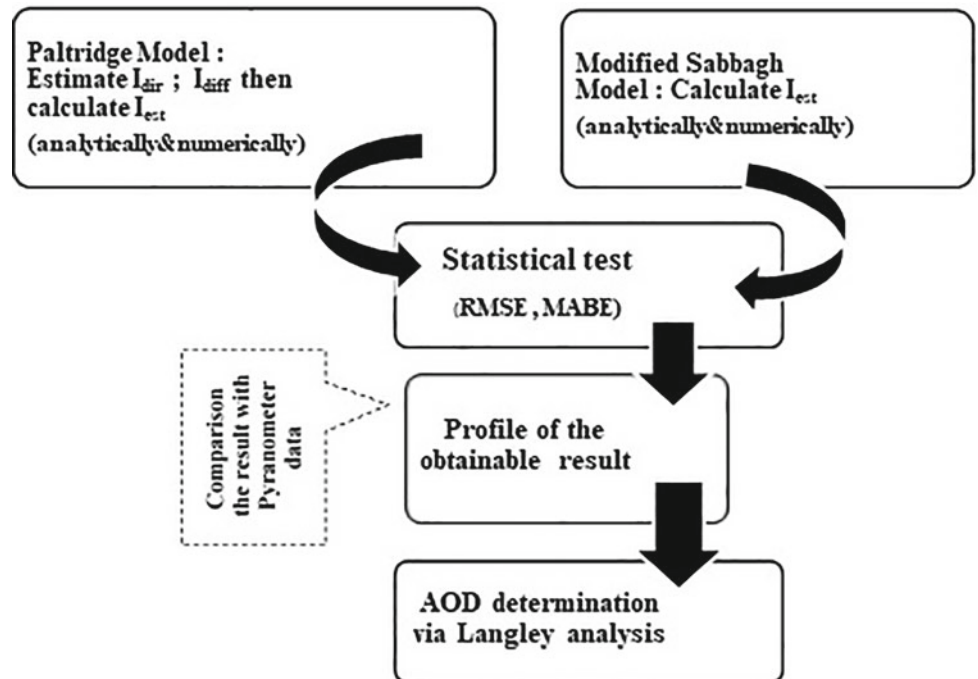 Paltridge Model :
Estimate Idir ; Idiff then
calculate Iest
(analytically&numerically)
Modified Sabbagh
Model : Calculate Iest
(analytically&numerically)
Statistical test
(RMSE , MABE)
Comparison
the result with
Pyranometer
data
Profile of the
obtainable result
AOD determination
via Langley analysis